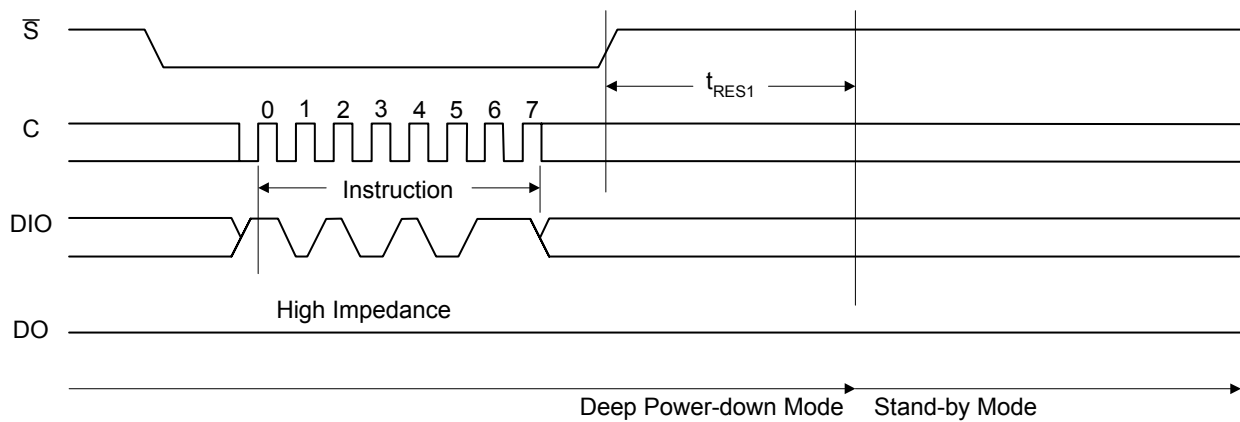 S̅
t_RES1
0 1 2 3 4 5 6 7
C
Instruction
DIO
High Impedance
DO
Deep Power-down Mode Stand-by Mode